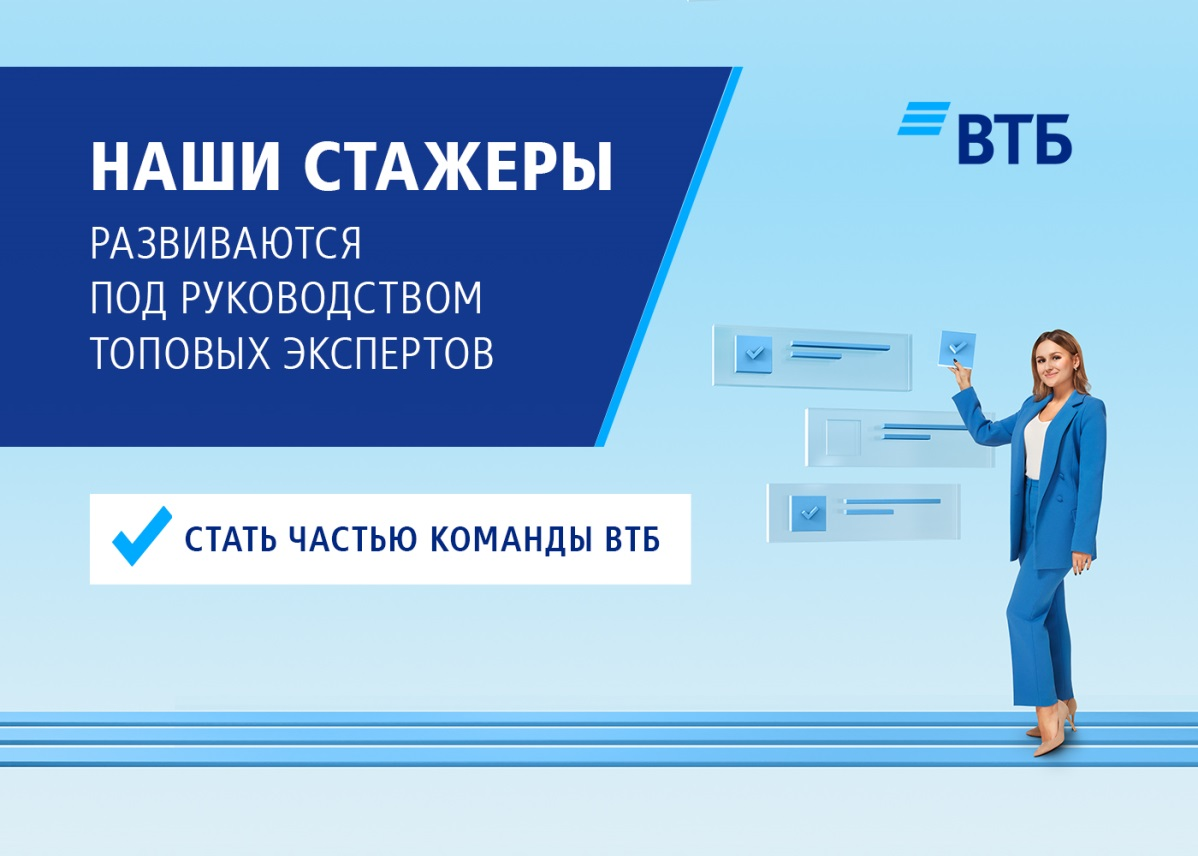 НАШИ СТАЖЕРЫ
РАЗВИВАЮТСЯ
ПОД РУКОВОДСТВОМ
ТОПОВЫХ ЭКСПЕРТОВ
ВТБ
СТАТЬ ЧАСТЬЮ КОМАНДЫ ВТБ